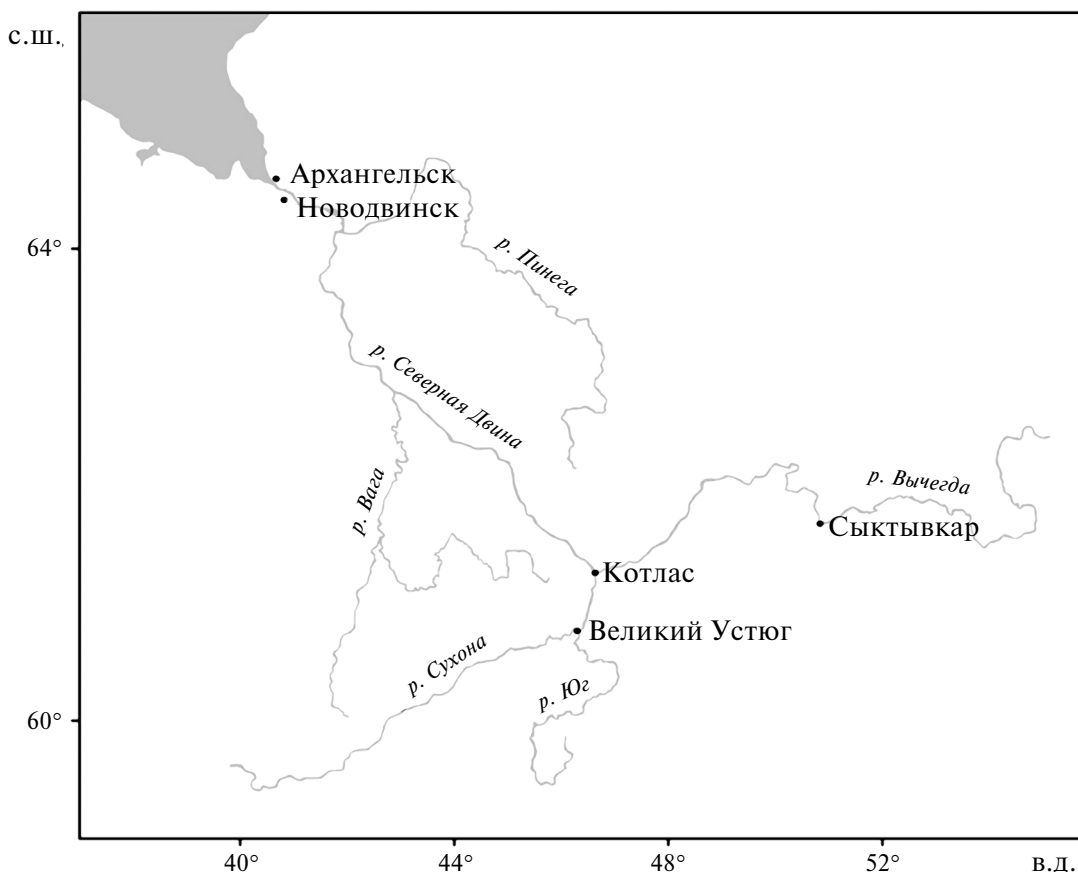 с.ш.
Архангельск
Новодвинск
64°
р. Пинега
р. Северная Двина
р. Вага
р. Вычегда
Сыктывкар
Котлас
Великий Устюг
р. Сухона
р. Юг
60°
40°
44°
48°
52°
в.д.